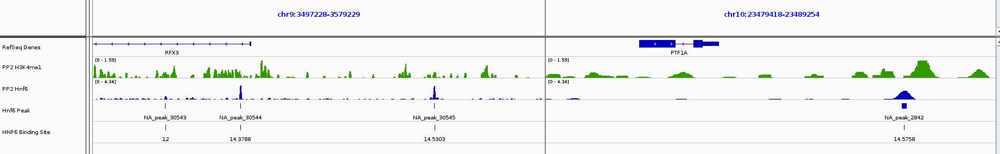 chr9:3497228-3579229 chr10:23479418-23489254
RefSeq Genes
RFX3 PTF1A
[0 - 1.59] [0 - 1.59]
PP2 H3K4me1
[0 - 4.34] [0 - 4.34]
PP2 Hnf6
Hnf6 Peak
NA_peak_30543 NA_peak_30544 NA_peak_30545 NA_peak_2842
HNF6 Binding Site
12 14.3788 14.5303 14.5758